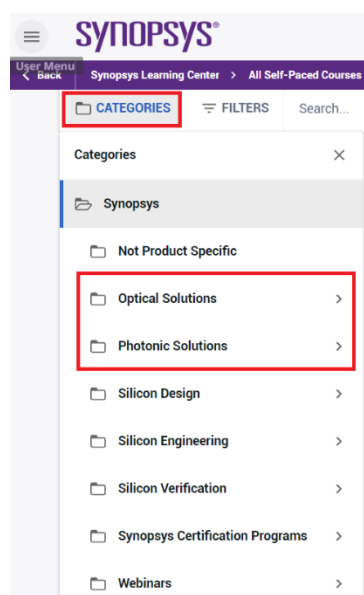 SYNOPSYS®
User Menu
Back Synopsys Learning Center > All Self-Paced Courses
CATEGORIES FILTERS Search...
Categories
Synopsys
Not Product Specific
Optical Solutions
Photonic Solutions
Silicon Design
Silicon Engineering
Silicon Verification
Synopsys Certification Programs
Webinars